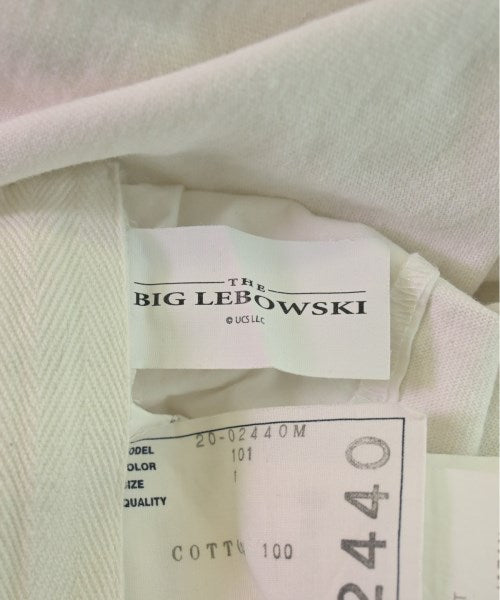 THE
BIG LEBOWSKI
© UCS LLC
20-02440M
ODEL
OLOR 101
IZE 1
QUALITY
COTTO 100
2440